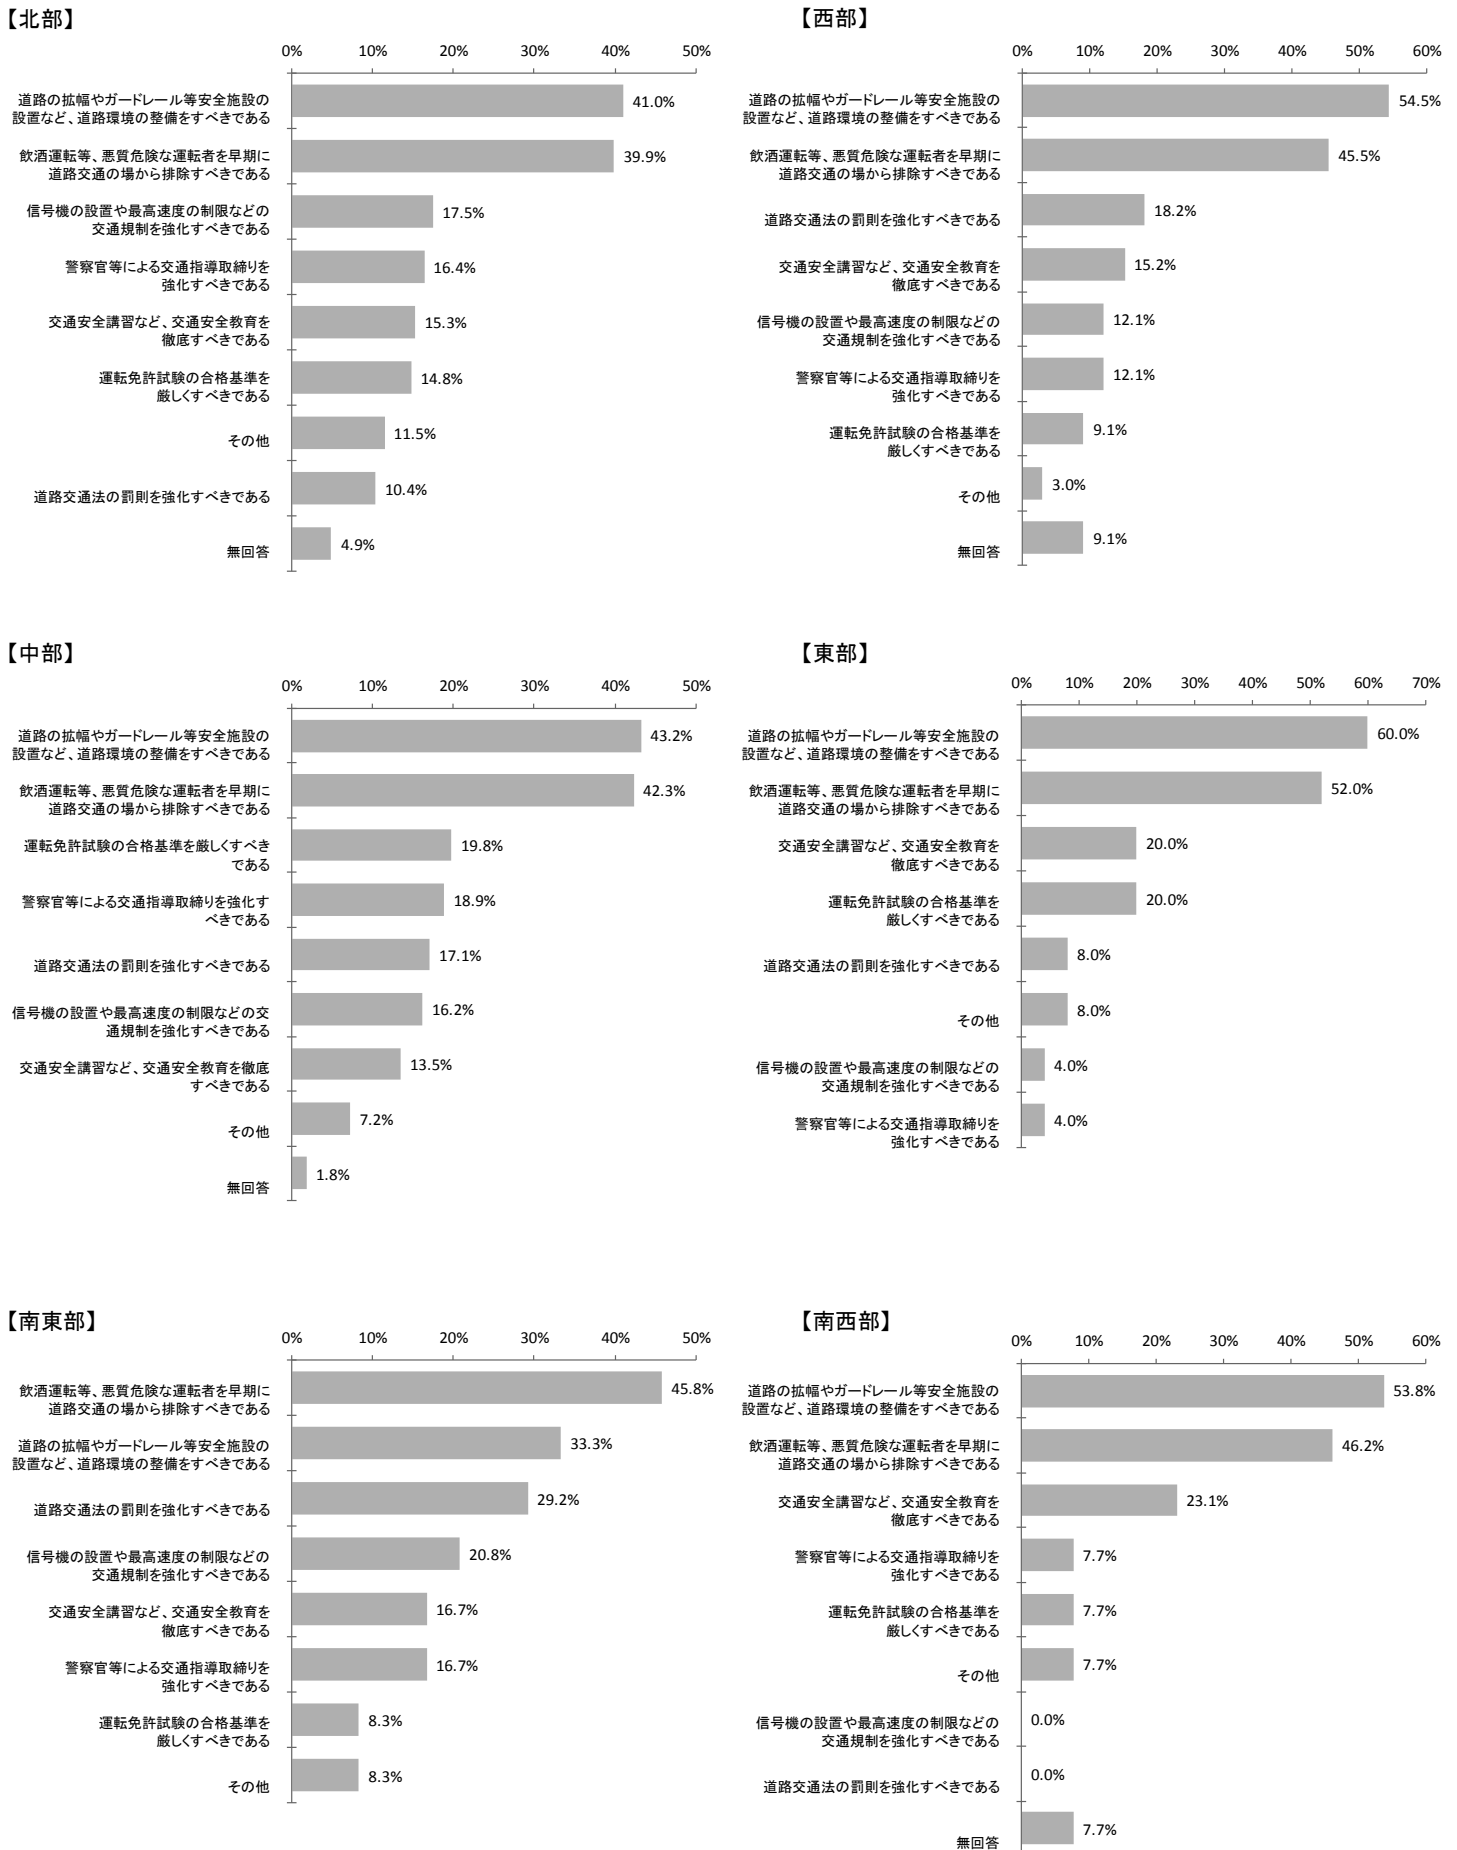 【北部】
0% 10% 20% 30% 40% 50%
道路の拡幅やガードレール等安全施設の
設置など、道路環境の整備をすべきである
41.0%
飲酒運転等、悪質危険な運転者を早期に
道路交通の場から排除すべきである
39.9%
信号機の設置や最高速度の制限などの
交通規制を強化すべきである
17.5%
警察官等による交通指導取締りを
強化すべきである
16.4%
交通安全講習など、交通安全教育を
徹底すべきである
15.3%
運転免許試験の合格基準を
厳しくすべきである
14.8%
その他
11.5%
道路交通法の罰則を強化すべきである
10.4%
無回答
4.9%
【西部】
0% 10% 20% 30% 40% 50% 60%
道路の拡幅やガードレール等安全施設の
設置など、道路環境の整備をすべきである
54.5%
飲酒運転等、悪質危険な運転者を早期に
道路交通の場から排除すべきである
45.5%
道路交通法の罰則を強化すべきである
18.2%
交通安全講習など、交通安全教育を
徹底すべきである
15.2%
信号機の設置や最高速度の制限などの
交通規制を強化すべきである
12.1%
警察官等による交通指導取締りを
強化すべきである
12.1%
運転免許試験の合格基準を
厳しくすべきである
9.1%
その他
3.0%
無回答
9.1%
【中部】
0% 10% 20% 30% 40% 50%
道路の拡幅やガードレール等安全施設の
設置など、道路環境の整備をすべきである
43.2%
飲酒運転等、悪質危険な運転者を早期に
道路交通の場から排除すべきである
42.3%
運転免許試験の合格基準を厳しくすべき
である
19.8%
警察官等による交通指導取締りを強化す
べきである
18.9%
道路交通法の罰則を強化すべきである
17.1%
信号機の設置や最高速度の制限などの交
通規制を強化すべきである
16.2%
交通安全講習など、交通安全教育を徹底
すべきである
13.5%
その他
7.2%
無回答
1.8%
【東部】
0% 10% 20% 30% 40% 50% 60% 70%
道路の拡幅やガードレール等安全施設の
設置など、道路環境の整備をすべきである
60.0%
飲酒運転等、悪質危険な運転者を早期に
道路交通の場から排除すべきである
52.0%
交通安全講習など、交通安全教育を
徹底すべきである
20.0%
運転免許試験の合格基準を
厳しくすべきである
20.0%
道路交通法の罰則を強化すべきである
8.0%
その他
8.0%
信号機の設置や最高速度の制限などの
交通規制を強化すべきである
4.0%
警察官等による交通指導取締りを
強化すべきである
4.0%
【南東部】
0% 10% 20% 30% 40% 50%
飲酒運転等、悪質危険な運転者を早期に
道路交通の場から排除すべきである
45.8%
道路の拡幅やガードレール等安全施設の
設置など、道路環境の整備をすべきである
33.3%
道路交通法の罰則を強化すべきである
29.2%
信号機の設置や最高速度の制限などの
交通規制を強化すべきである
20.8%
交通安全講習など、交通安全教育を
徹底すべきである
16.7%
警察官等による交通指導取締りを
強化すべきである
16.7%
運転免許試験の合格基準を
厳しくすべきである
8.3%
その他
8.3%
【南西部】
0% 10% 20% 30% 40% 50% 60%
道路の拡幅やガードレール等安全施設の
設置など、道路環境の整備をすべきである
53.8%
飲酒運転等、悪質危険な運転者を早期に
道路交通の場から排除すべきである
46.2%
交通安全講習など、交通安全教育を
徹底すべきである
23.1%
警察官等による交通指導取締りを
強化すべきである
7.7%
運転免許試験の合格基準を
厳しくすべきである
7.7%
その他
7.7%
信号機の設置や最高速度の制限などの
交通規制を強化すべきである
0.0%
道路交通法の罰則を強化すべきである
0.0%
無回答
7.7%